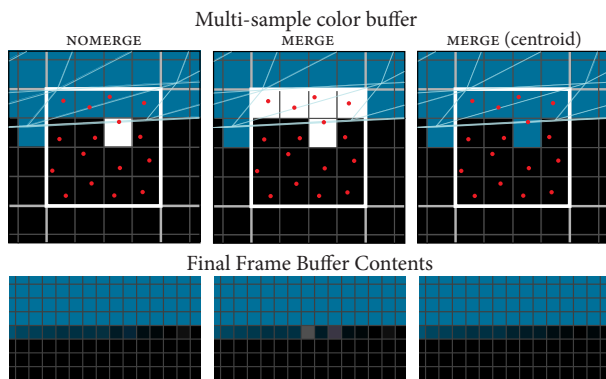 Multi-sample color buffer
NOMERGE MERGE MERGE (centroid)
Final Frame Buffer Contents